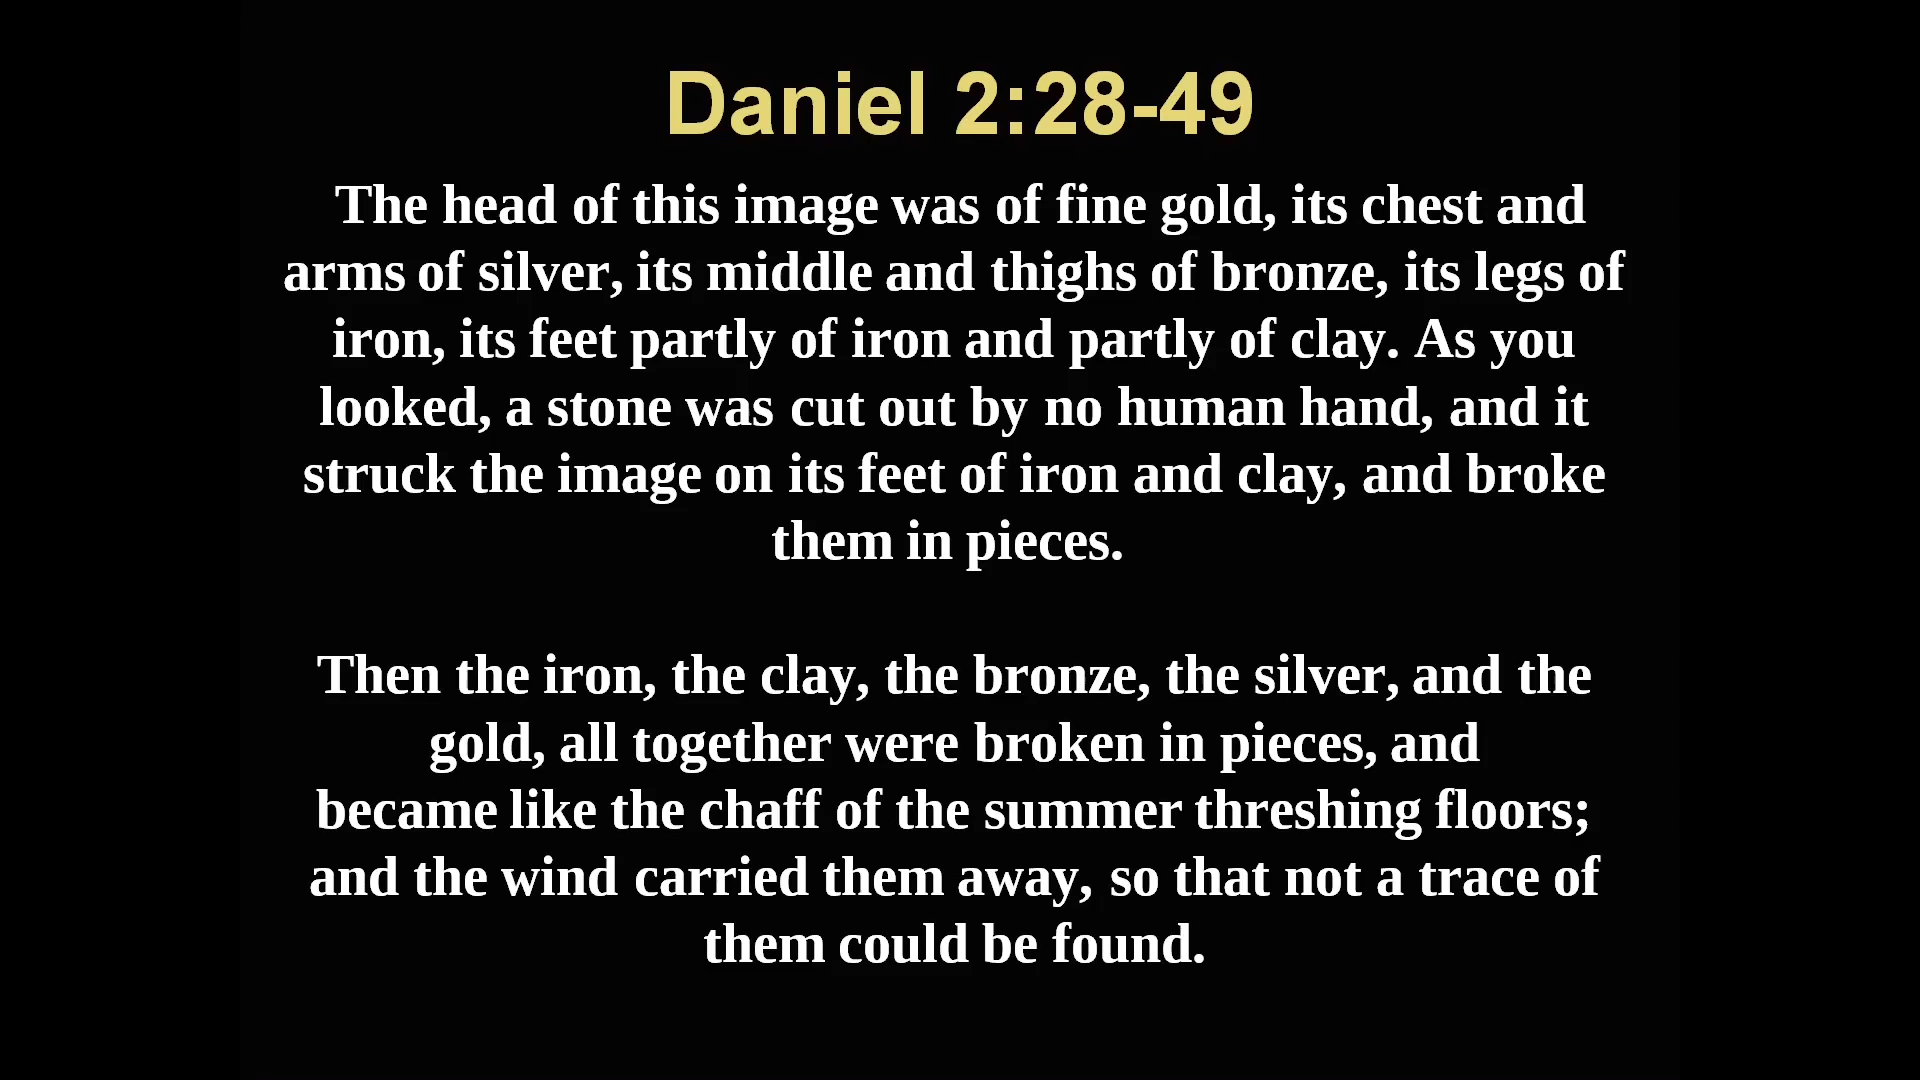 Daniel 2:28-49
The head of this image was of fine gold, its chest and
arms of silver, its middle and thighs of bronze, its legs of
iron, its feet partly of iron and partly of clay. As you
looked, a stone was cut out by no human hand, and it
struck the image on its feet of iron and clay, and broke
them in pieces.
Then the iron, the clay, the bronze, the silver, and the
gold, all together were broken in pieces, and
became like the chaff of the summer threshing floors;
and the wind carried them away, so that not a trace of
them could be found.